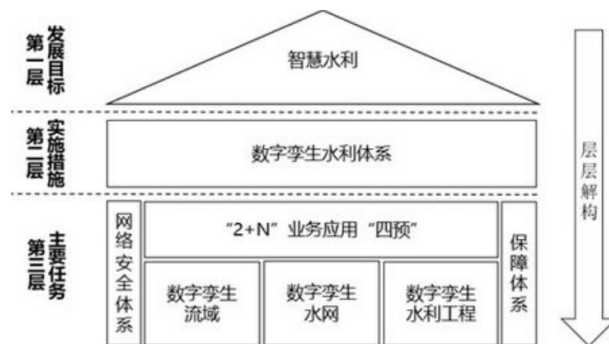 第一层
发展目标
智慧水利
第二层
实施措施
数字孪生水利体系
第三层
主要任务
网络安全体系
“2+N”业务应用“四预”
数字孪生
流域
数字孪生
水网
数字孪生
水利工程
保障体系
层层解构